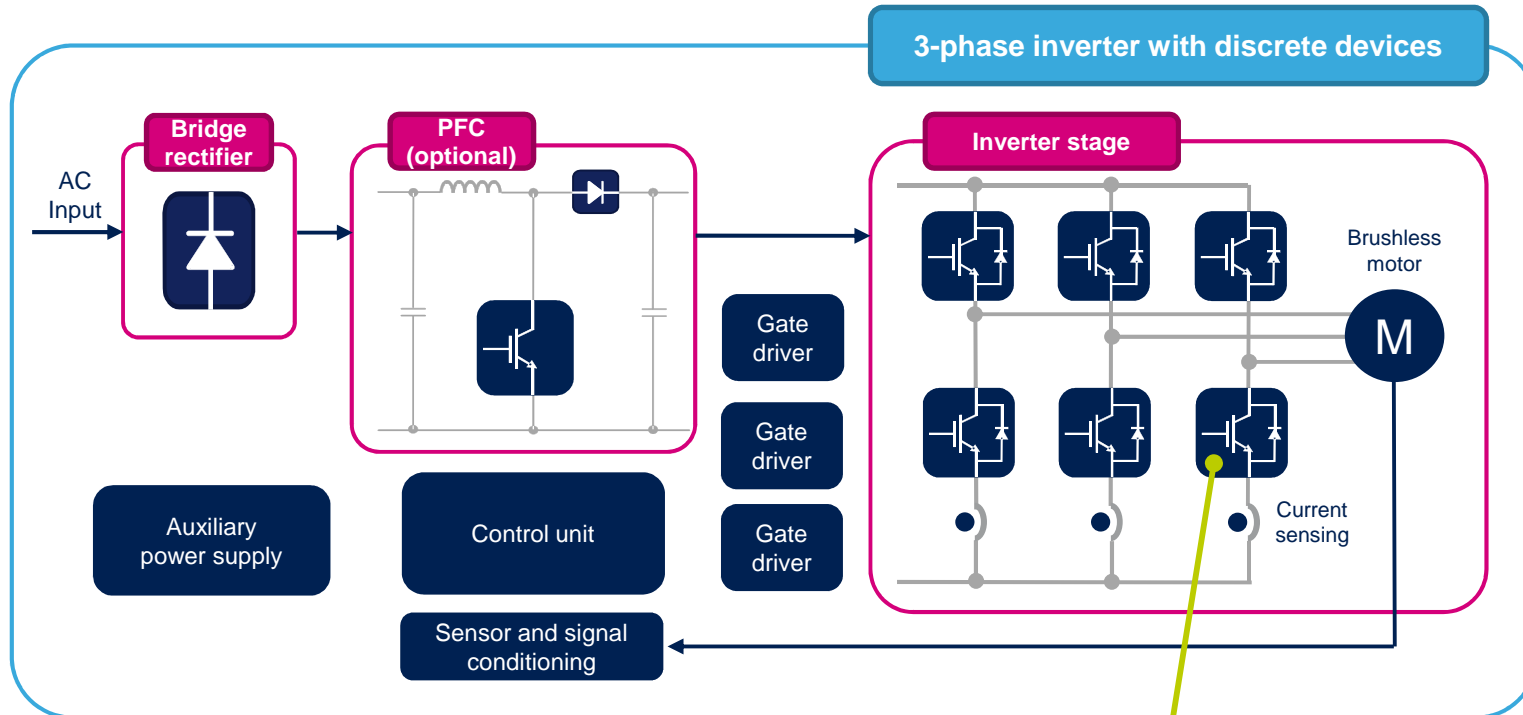 3-phase inverter with discrete devices
Bridge
rectifier
PFC
(optional)
Inverter stage
AC
Input
Brushless
motor
M
Gate
driver
Gate
driver
Gate
driver
Current
sensing
Auxiliary
power supply
Control unit
Sensor and signal
conditioning